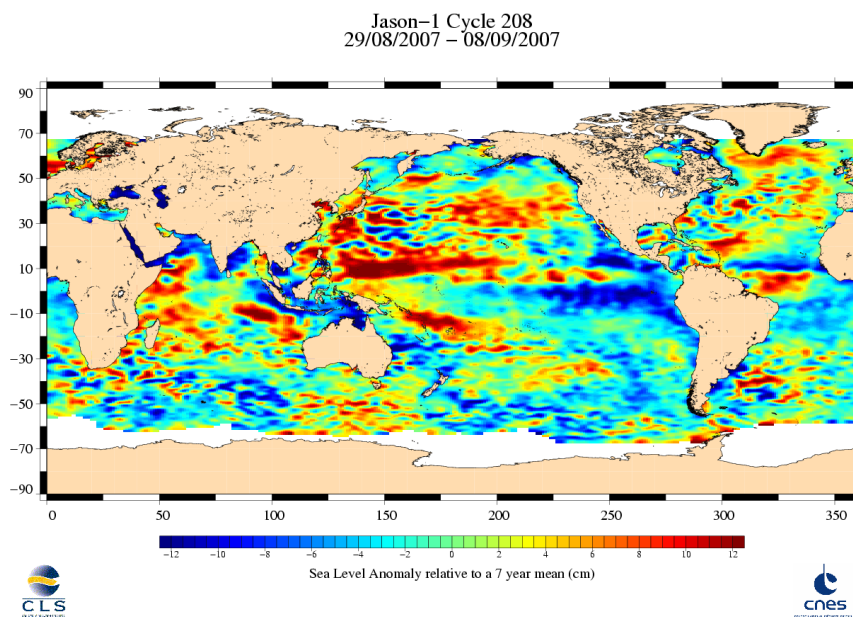 Jason−1 Cycle 208
29/08/2007 − 08/09/2007
90
70
50
30
10
−10
−30
−50
−70
−90
0 50 100 150 200 250 300 350
−12 −10 −8 −6 −4 −2 0 2 4 6 8 10 12
Sea Level Anomaly relative to a 7 year mean (cm)
CLS
cnes